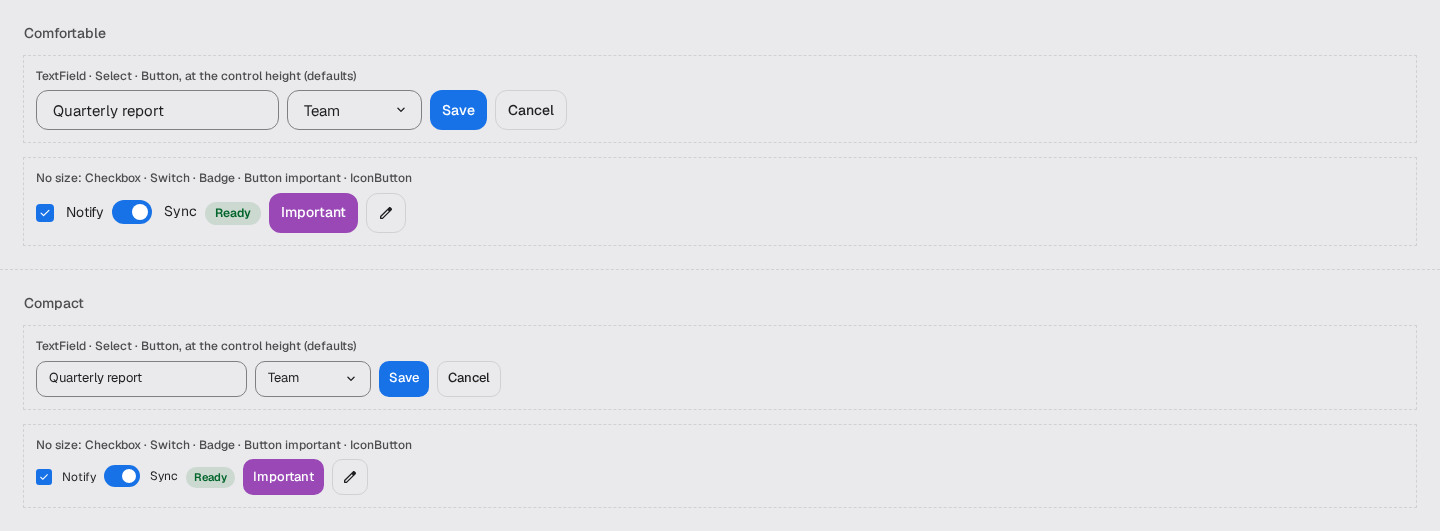 Comfortable
TextField · Select · Button, at the control height (defaults)
Quarterly report Team Save Cancel
No size: Checkbox · Switch · Badge · Button important · IconButton
Notify Sync Ready Important
Compact
TextField · Select · Button, at the control height (defaults)
Quarterly report Team Save Cancel
No size: Checkbox · Switch · Badge · Button important · IconButton
Notify Sync Ready Important